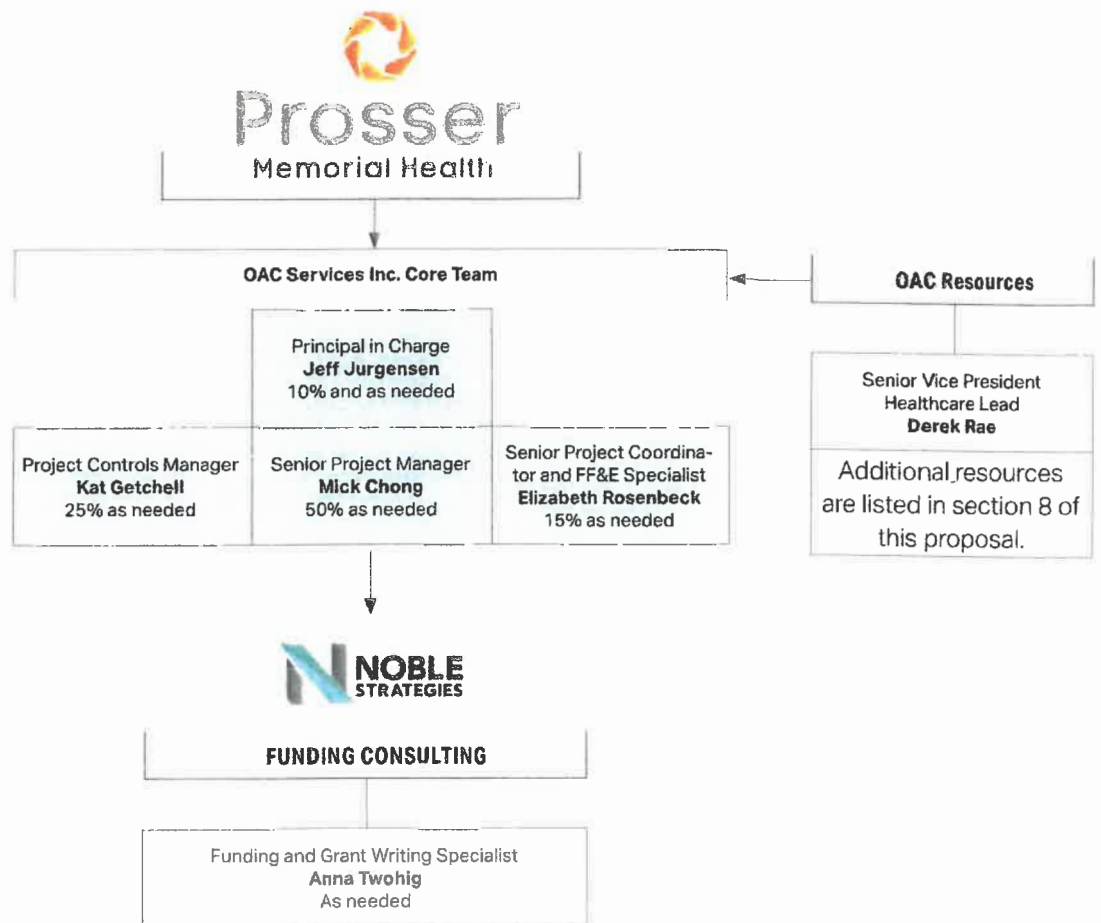 Prosser
Memorial Health
OAC Services Inc. Core Team
OAC Resources
Principal in Charge
Jeff Jurgensen
10% and as needed
Project Controls Manager
Kat Getchell
25% as needed
Senior Project Manager
Mick Chong
50% as needed
Senior Project Coordina-
tor and FF&E Specialist
Elizabeth Rosenbeck
15% as needed
Senior Vice President
Healthcare Lead
Derek Rae
Additional resources
are listed in section 8 of
this proposal.
N NOBLE
STRATEGIES
FUNDING CONSULTING
Funding and Grant Writing Specialist
Anna Twohig
As needed